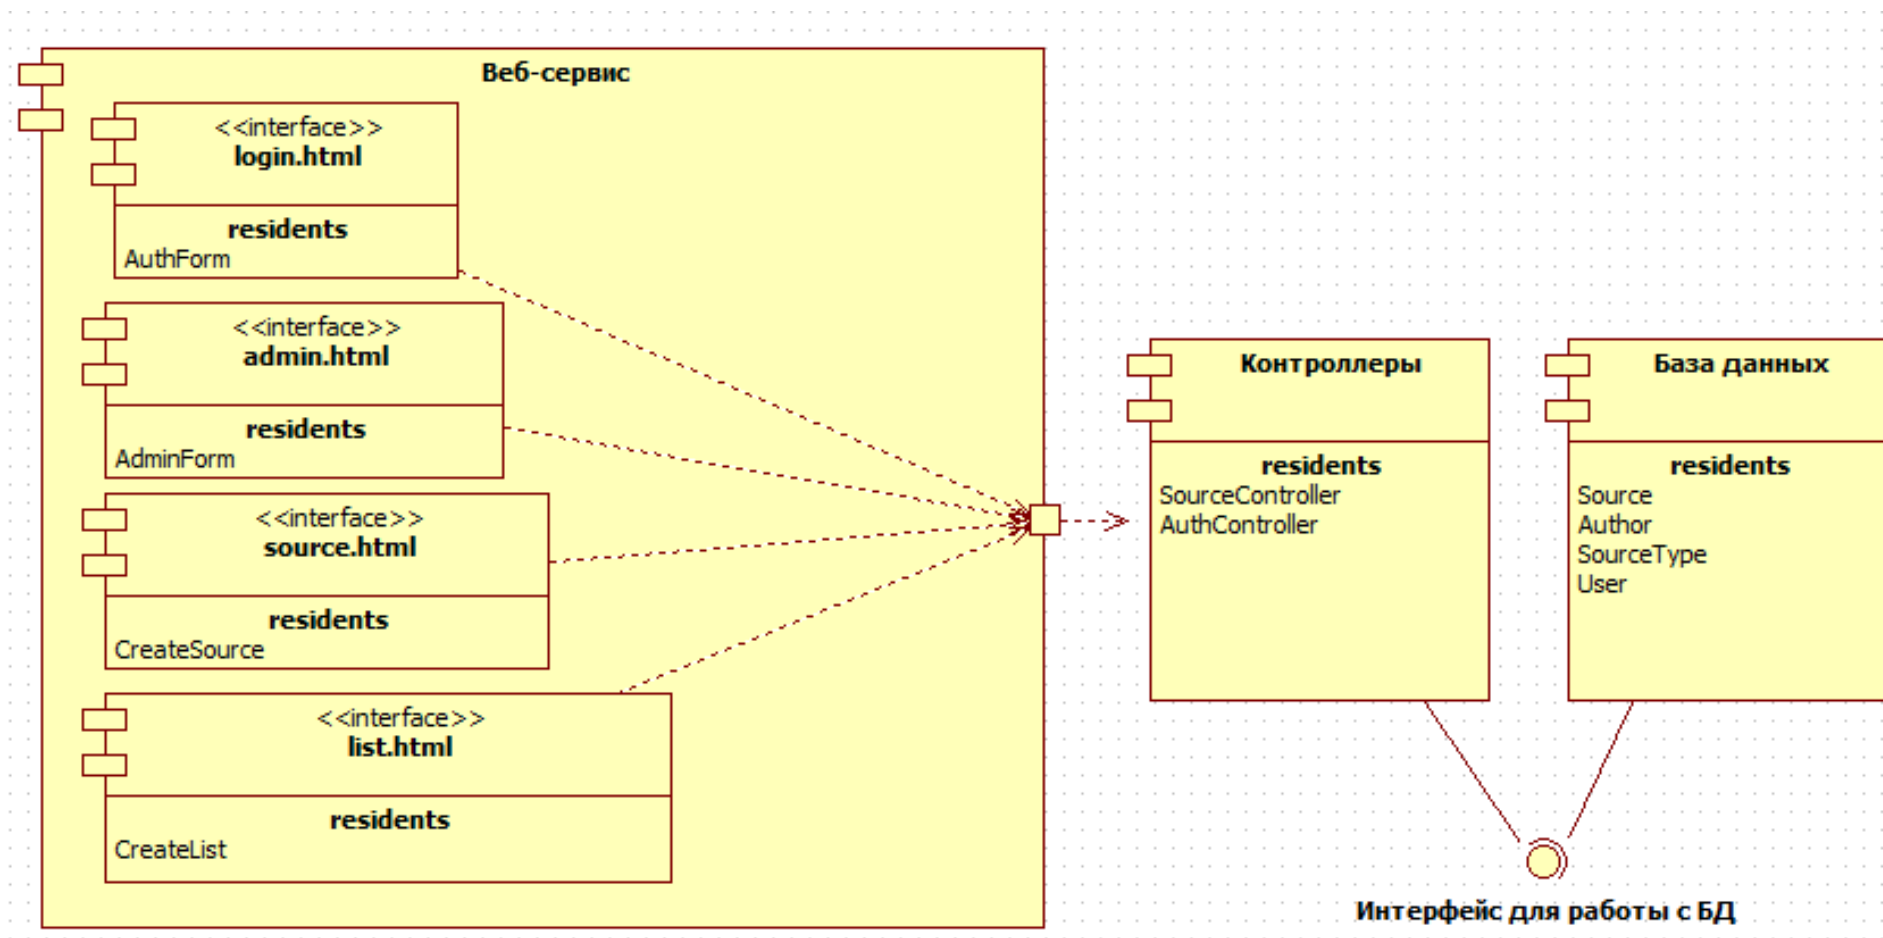 Веб-сервис
<<interface>>
login.html
residents
AuthForm
<<interface>>
admin.html
residents
AdminForm
<<interface>>
source.html
residents
CreateSource
<<interface>>
list.html
residents
CreateList
Контроллеры
residents
SourceController
AuthController
База данных
residents
Source
Author
SourceType
User
Интерфейс для работы с БД